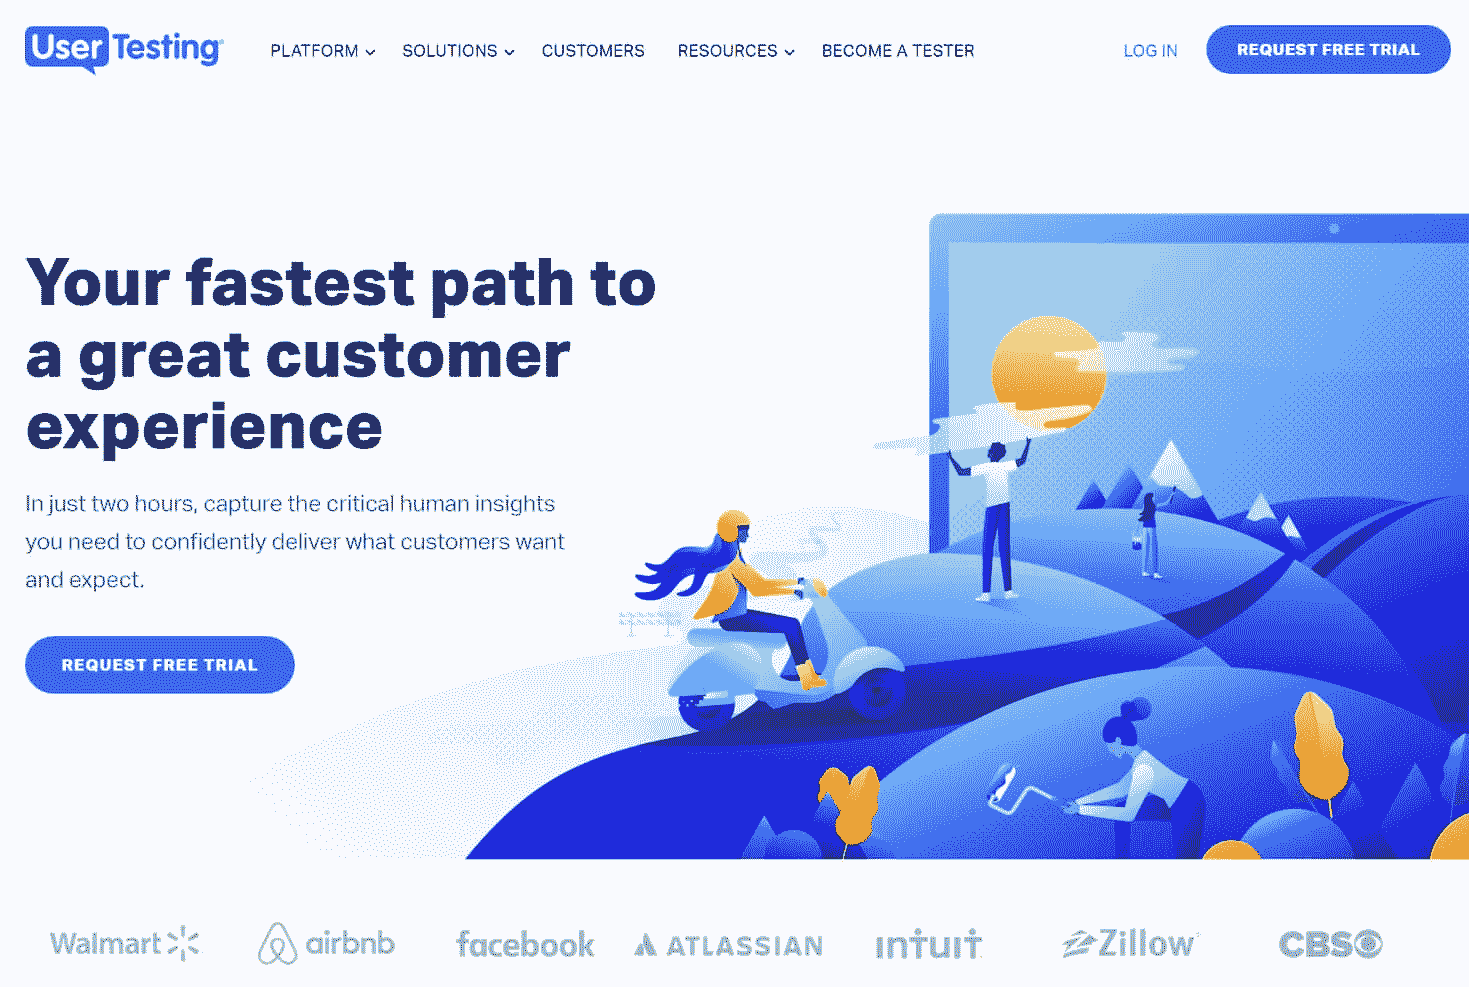 UserTesting
PLATFORM
SOLUTIONS
CUSTOMERS
RESOURCES
BECOME A TESTER
LOG IN
REQUEST FREE TRIAL
Your fastest path to
a great customer
experience
In just two hours, capture the critical human insights
you need to confidently deliver what customers want
and expect.
REQUEST FREE TRIAL
Walmart
airbnb
facebook
ATLASSIAN
intuit
Zillow
CBS